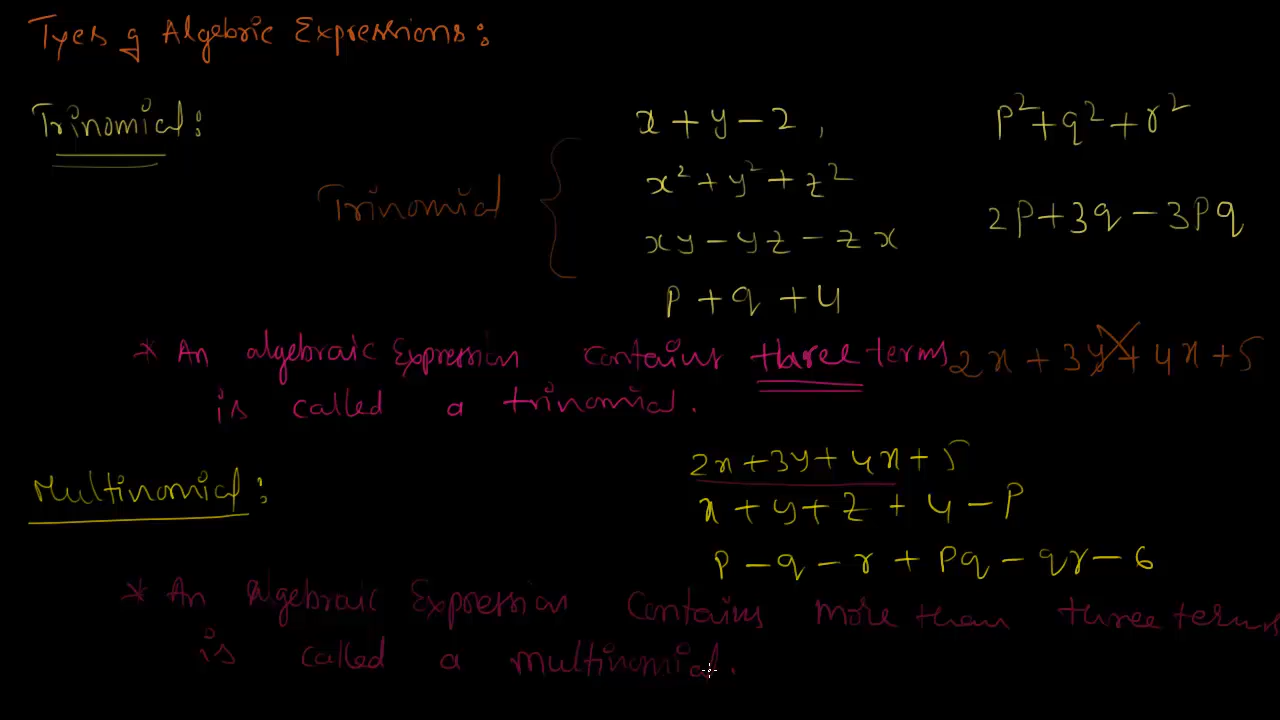 Tyes of Algebric Expressions:
Trinomial:
x + y - 2 ,
p² + q² + r²
Trinomial
x² + y² + z²
xy - yz - zx
2p + 3q - 3pq
p + q + 4
* An algebraic Expression contains three terms
is called a trinomial.
2x + 3y + 4x + 5
Multinomial:
2x + 3y + 4x + 5
x + y + z + 4 - p
p - q - r + pq - qr - 6
* An Algebraic Expression contains more than three terms
is called a multinomial.